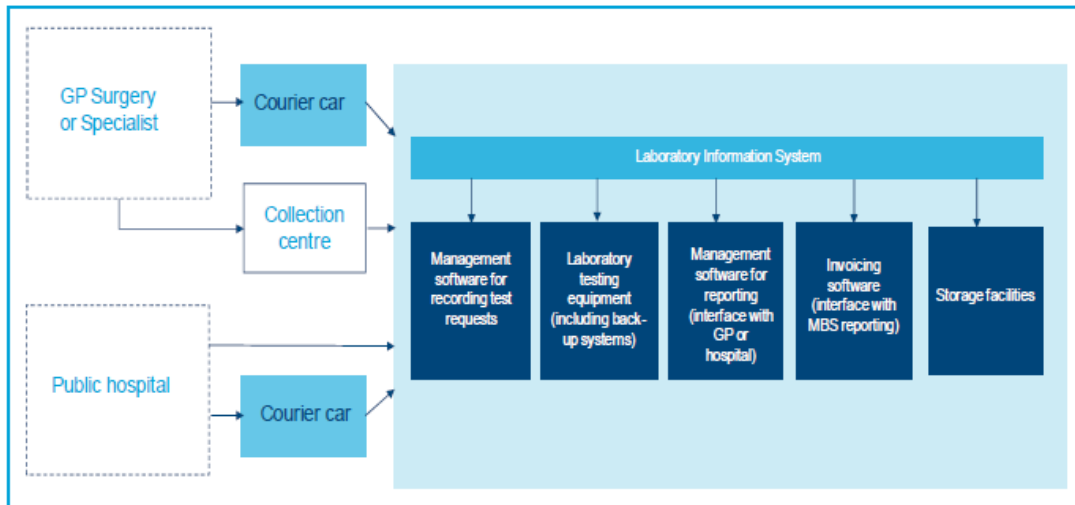 GP Surgery
or Specialist
Courier car
Collection
centre
Public hospital
Courier car
Laboratory Information System
Management
software for
recording test
requests
Laboratory
testing
equipment
(including back-
up systems)
Management
software for
reporting
(interface with
GP or
hospital)
Invoicing
software
(interface with
MBS reporting)
Storage facilities